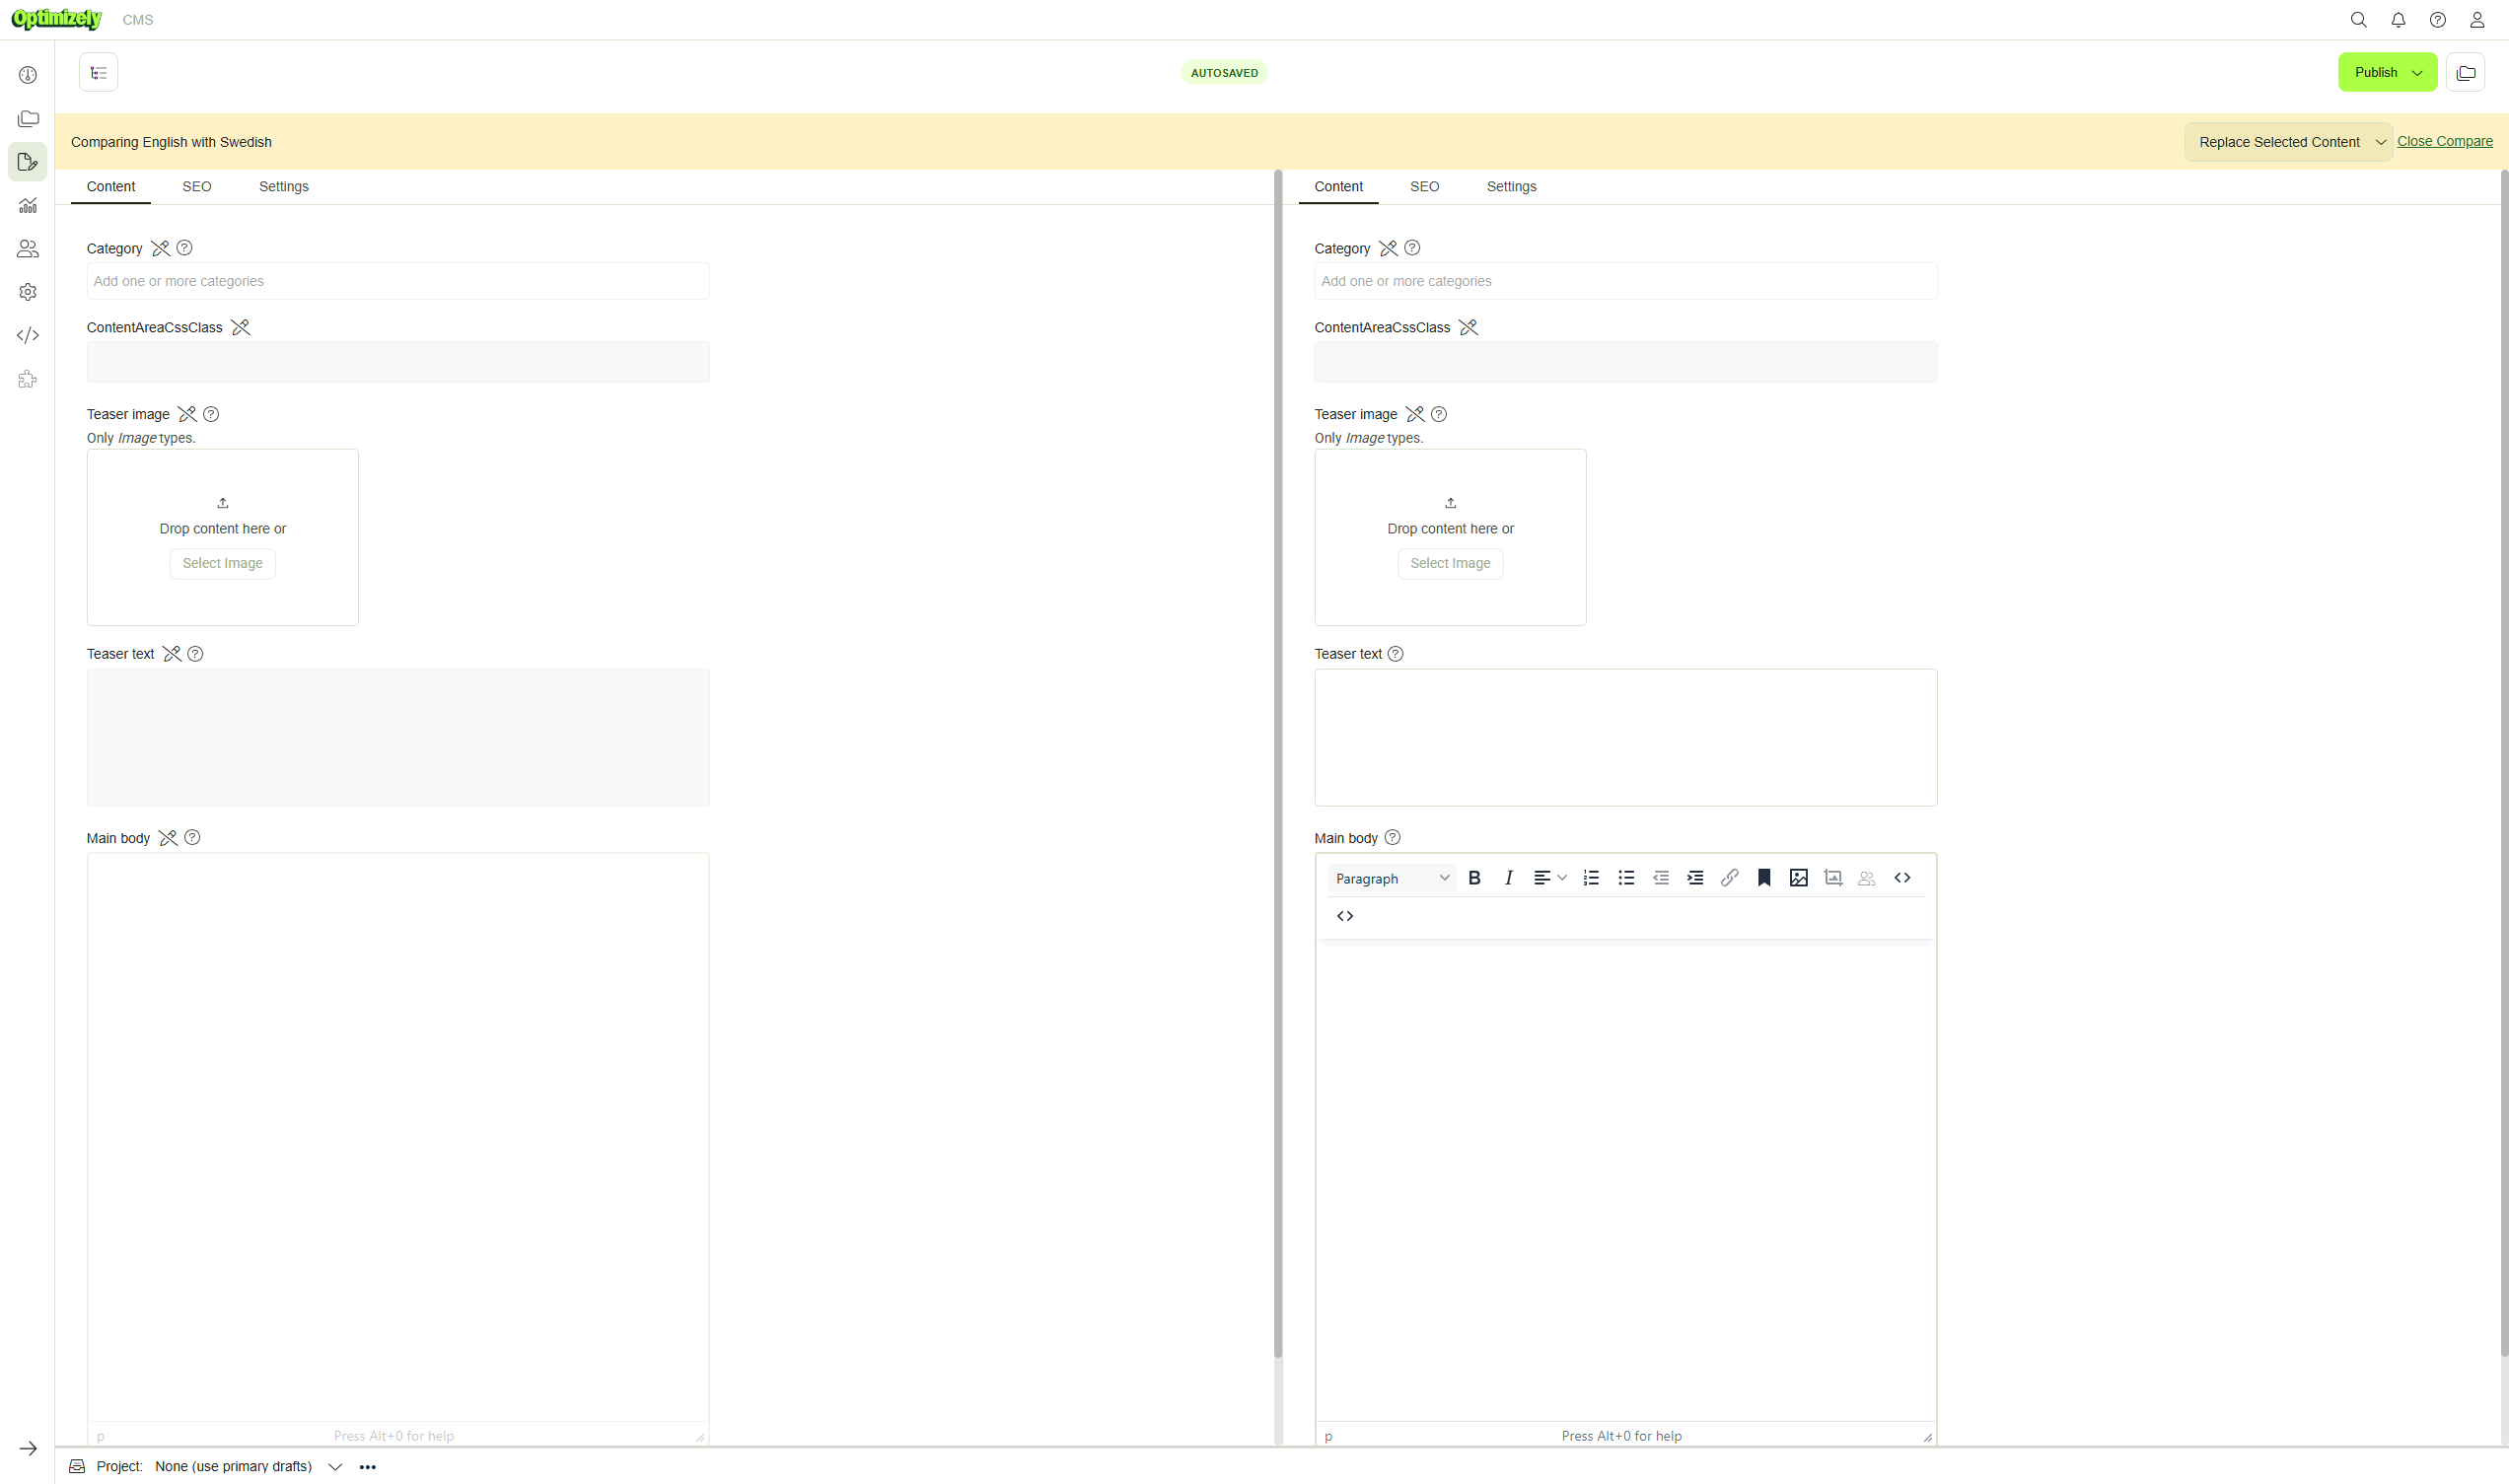 Optimizely CMS
AUTOSAVED
Publish
Comparing English with Swedish
Replace Selected Content Close Compare
Content SEO Settings
Category
Add one or more categories
ContentAreaCssClass
Teaser image
Only Image types.
Drop content here or
Select Image
Teaser text
Main body
p Press Alt+0 for help
Content SEO Settings
Category
Add one or more categories
ContentAreaCssClass
Teaser image
Only Image types.
Drop content here or
Select Image
Teaser text
Main body
Paragraph B I
p Press Alt+0 for help
Project: None (use primary drafts)